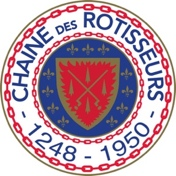 CHAINE DES ROTISSEURS
- 1248 - 1950 -